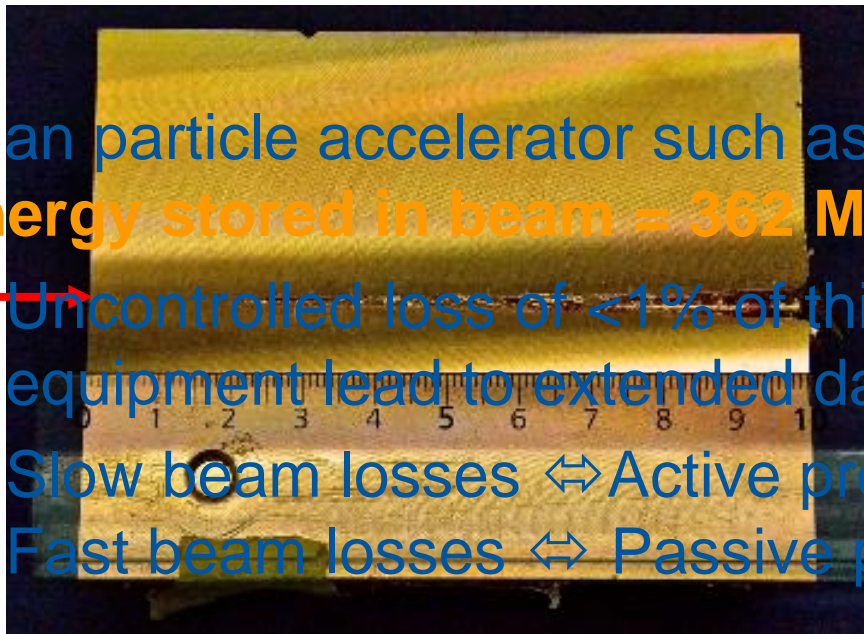 an particle accelerator such as
nergy stored in beam = 362 M
Uncontrolled loss of <1% of thi
equipment lead to extended da
0 1 2 3 4 5 6 7 8 9 10
Slow beam losses ⇔Active pro
Fast beam losses ⇔ Passive p